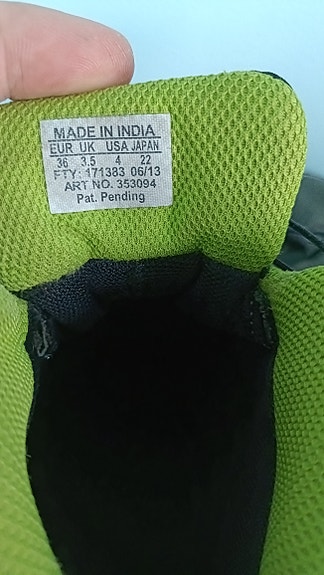 MADE IN INDIA
EUR UK USA JAPAN
36 3.5 4 22
FTY: 171383 06/13
ART NO. 353094
Pat. Pending